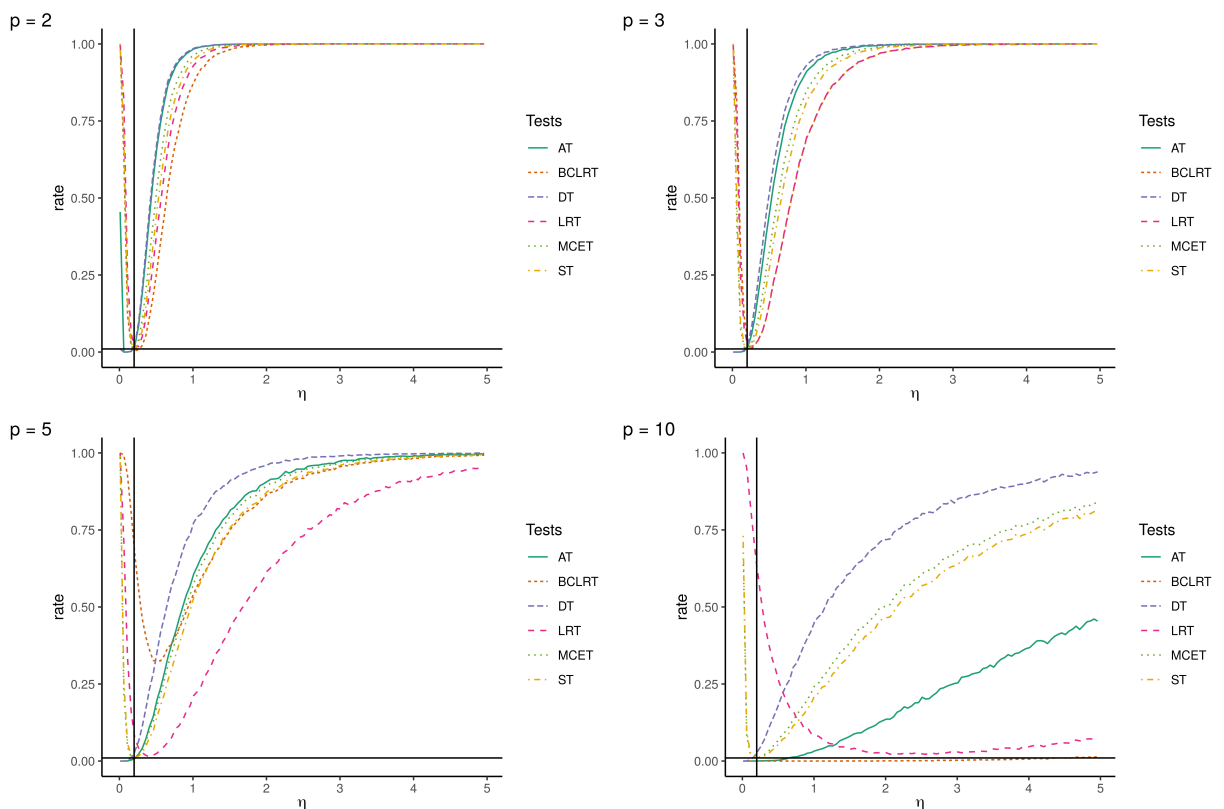 p = 2
1.00
0.75
0.50
0.25
0.00
rate
0
1
2
3
4
5
η
Tests
AT
BCLRT
DT
LRT
MCET
ST
p = 3
1.00
0.75
0.50
0.25
0.00
rate
0
1
2
3
4
5
η
Tests
AT
BCLRT
DT
LRT
MCET
ST
p = 5
1.00
0.75
0.50
0.25
0.00
rate
0
1
2
3
4
5
η
Tests
AT
BCLRT
DT
LRT
MCET
ST
p = 10
1.00
0.75
0.50
0.25
0.00
rate
0
1
2
3
4
5
η
Tests
AT
BCLRT
DT
LRT
MCET
ST